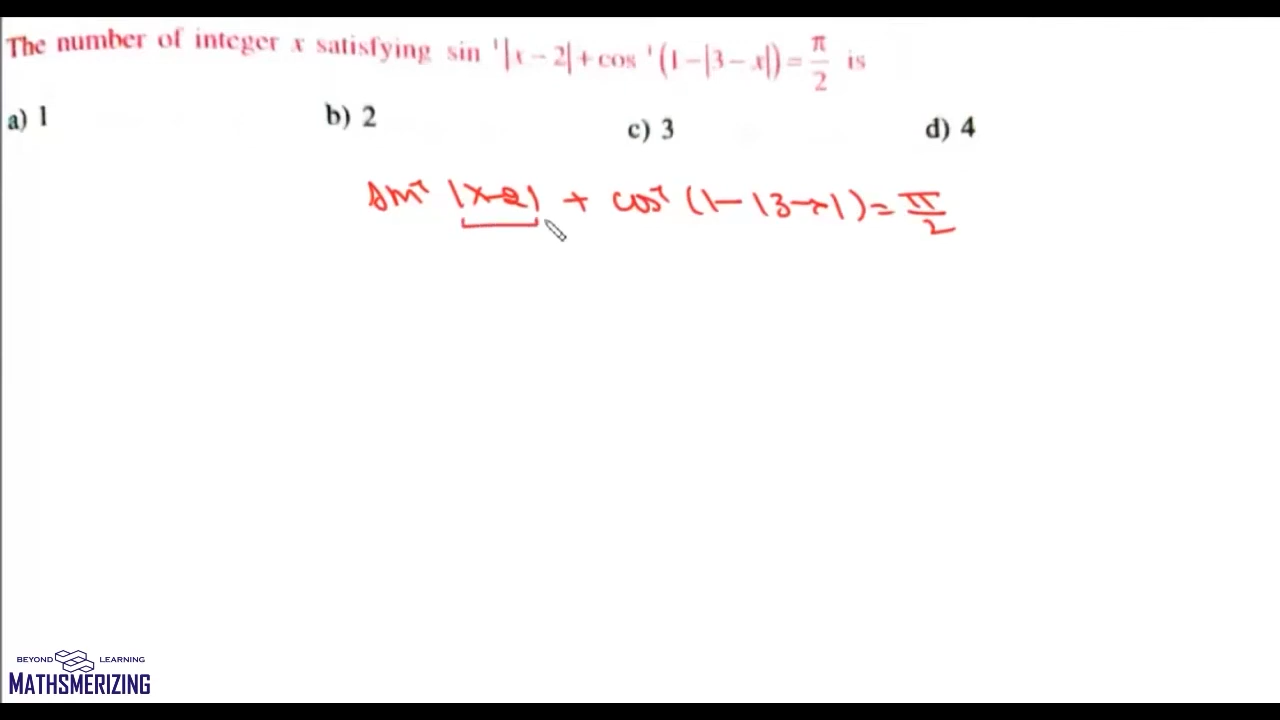 The number of integer x satisfying sin⁻¹|x − 2| + cos⁻¹(1 − |3 − x|) = π/2 is
a) 1 b) 2 c) 3 d) 4
sin⁻¹ |x−2| + cos⁻¹ (1 − |3−x|) = π/2
BEYOND LEARNING
MATHSMERIZING